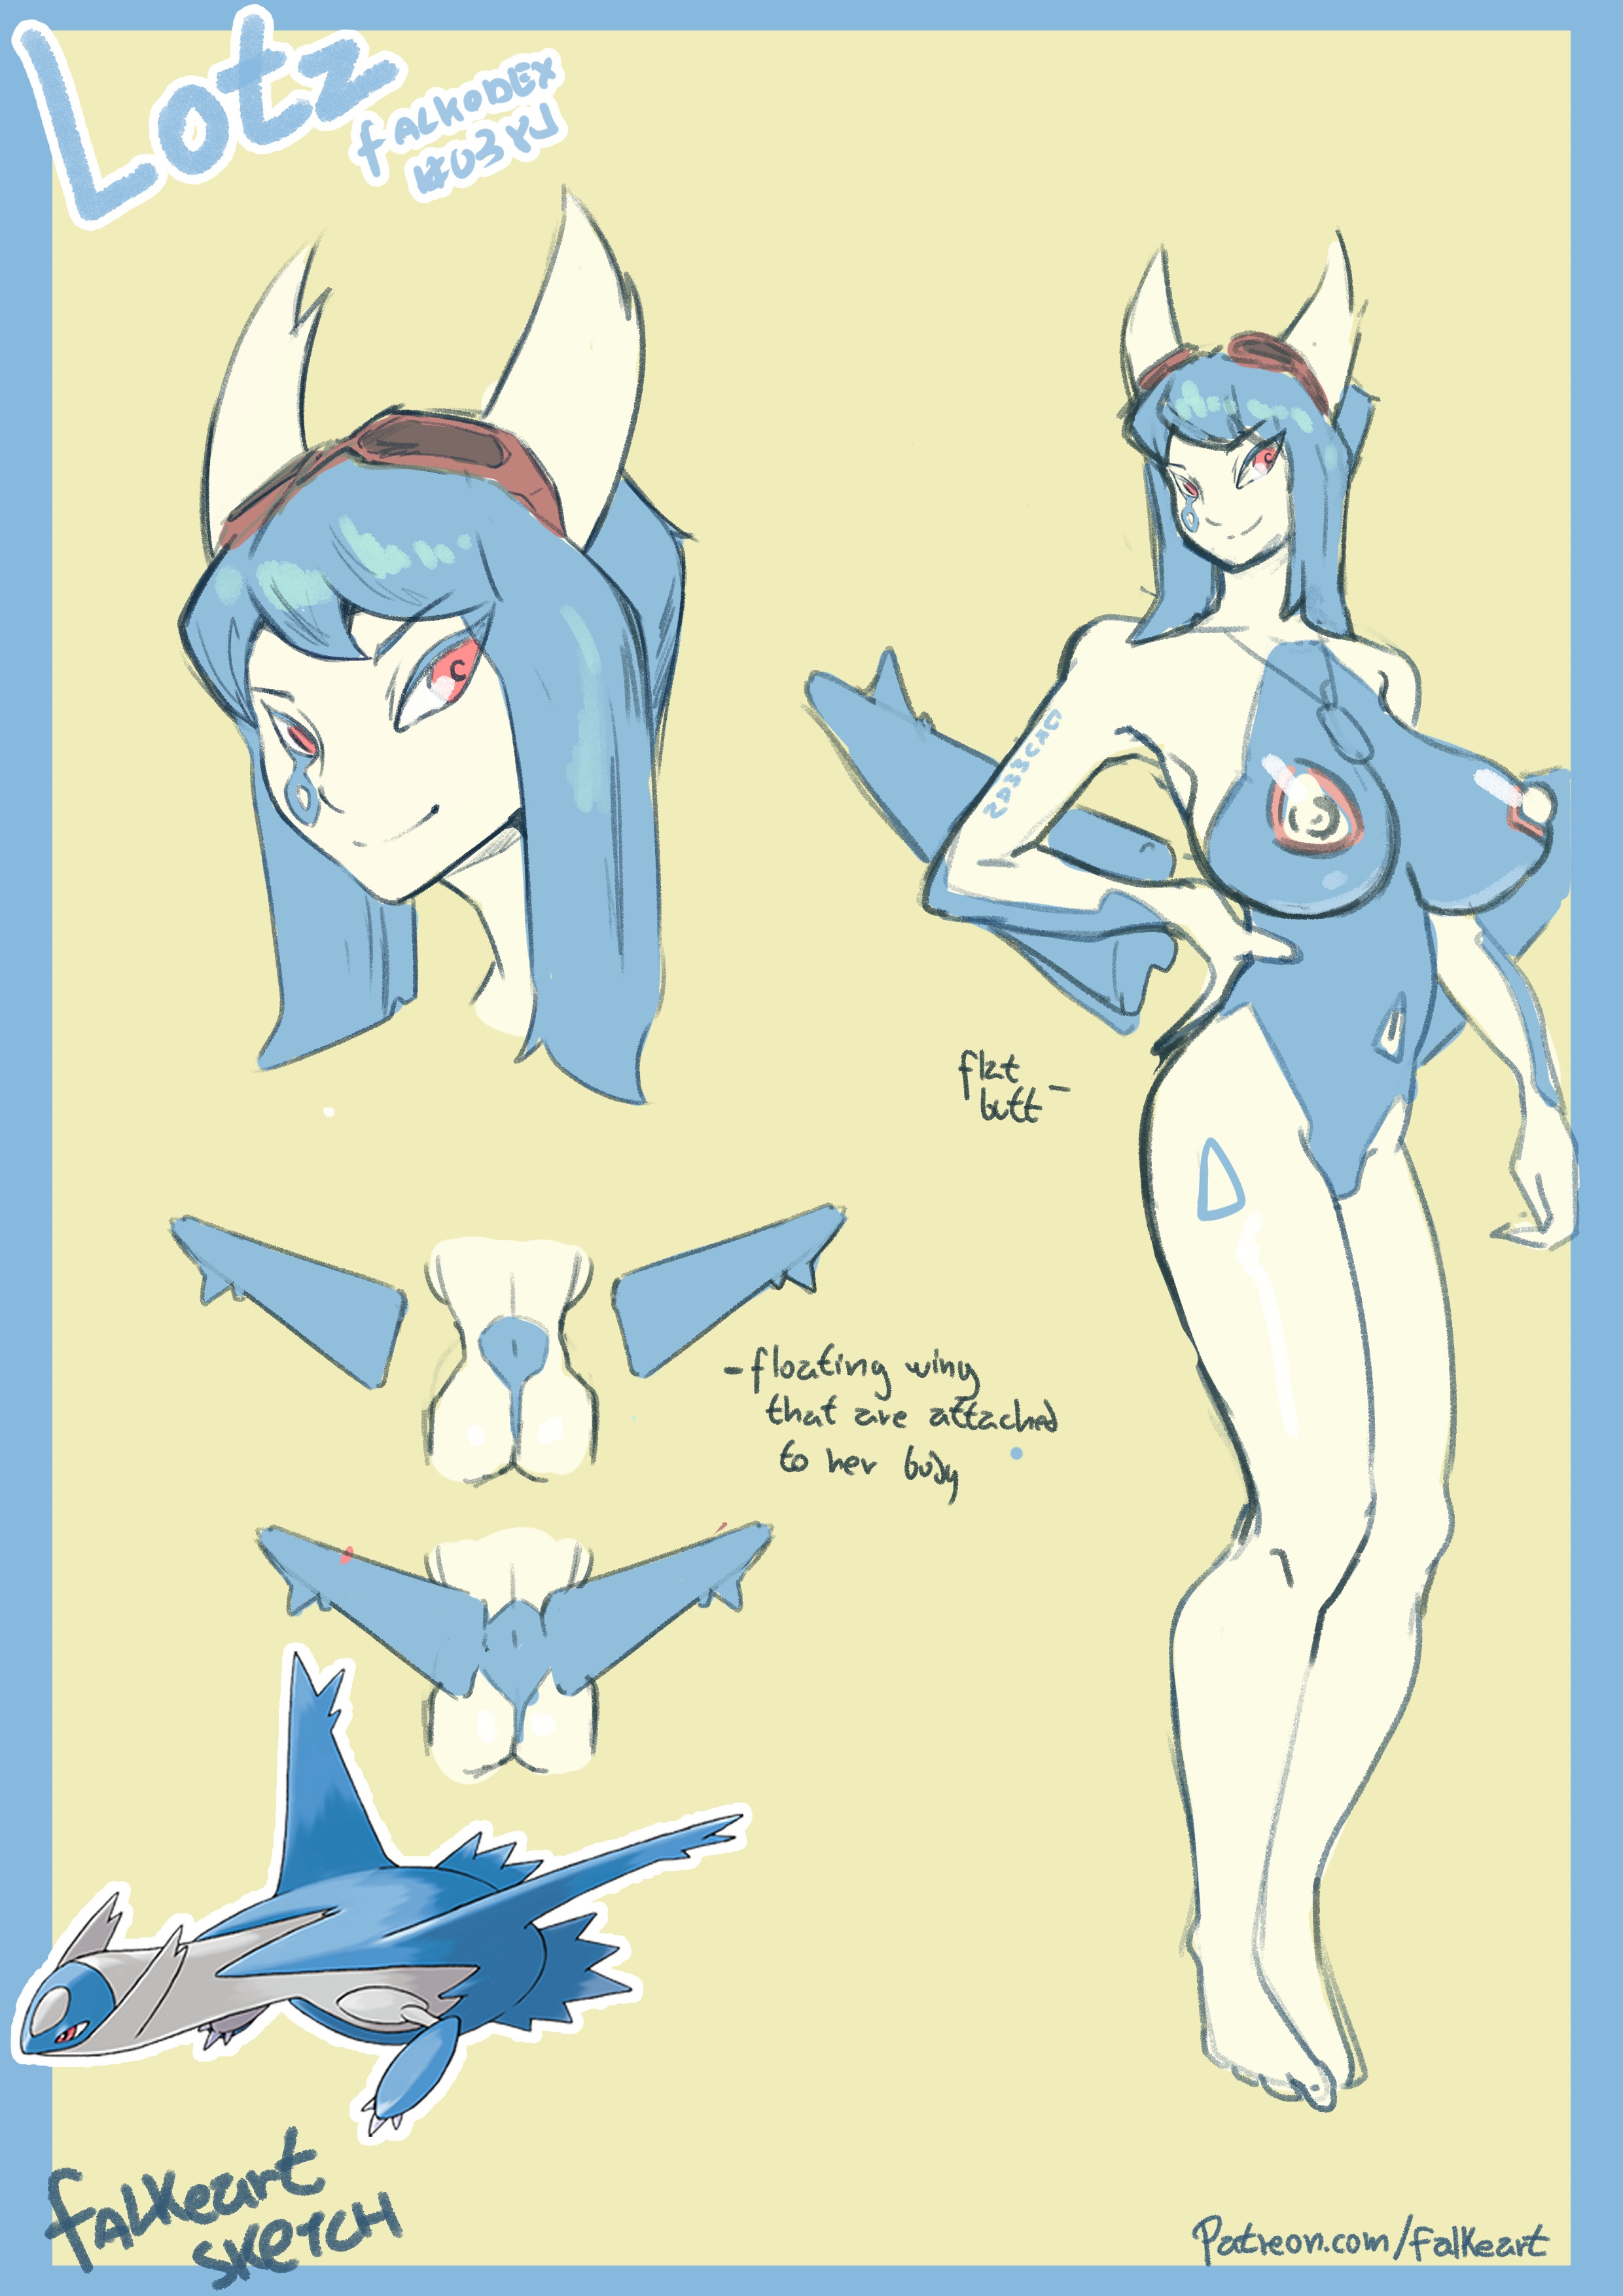 Lotz
falkodex
flat
butt -
- floating wing
that are attached
to her body
falkeart
sketch
Patreon.com/falkeart